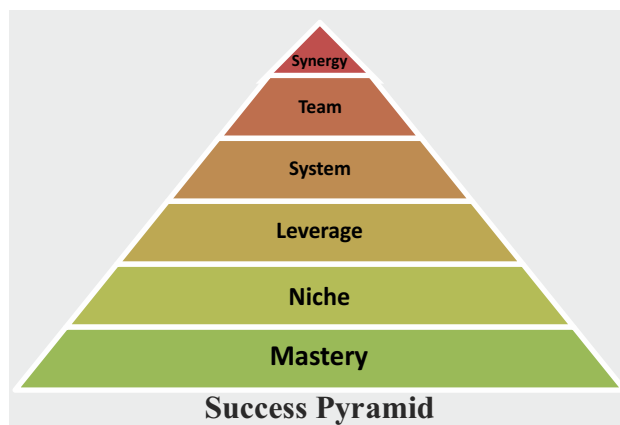 Synergy
Team
System
Leverage
Niche
Mastery
Success Pyramid